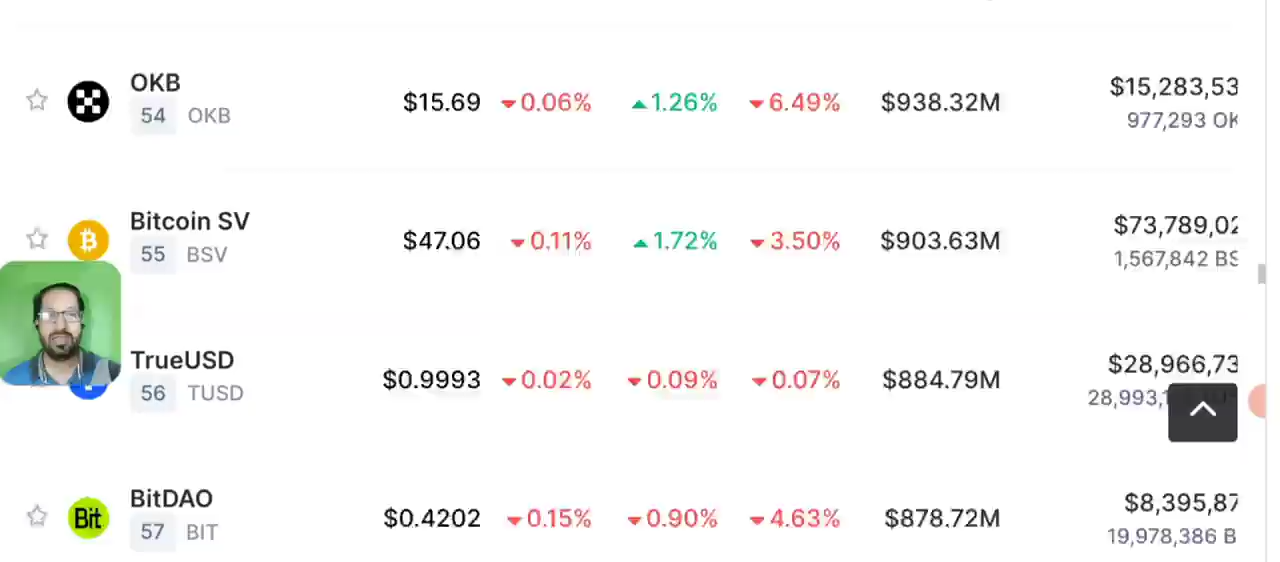 OKB
54 OKB
$15.69 0.06% 1.26% 6.49% $938.32M
$15,283,53
977,293 OK
Bitcoin SV
55 BSV
$47.06 0.11% 1.72% 3.50% $903.63M
$73,789,02
1,567,842 BS
TrueUSD
56 TUSD
$0.9993 0.02% 0.09% 0.07% $884.79M
$28,966,73
28,993,1
BitDAO
57 BIT
Bit
$0.4202 0.15% 0.90% 4.63% $878.72M
$8,395,87
19,978,386 B